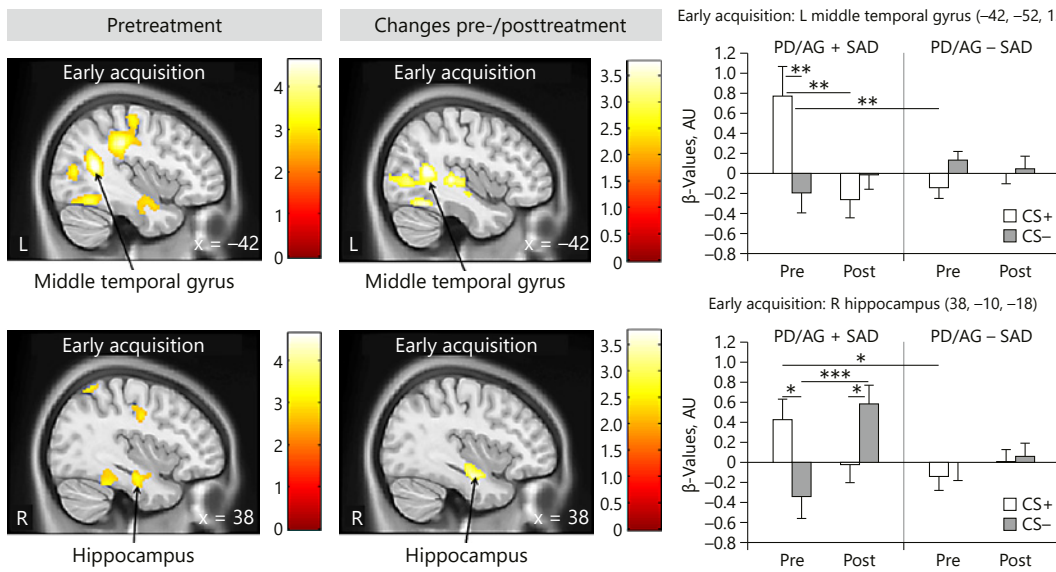 Pretreatment
Changes pre-/posttreatment
Early acquisition
L
x = –42
4
3
2
1
0
Middle temporal gyrus
Early acquisition
L
x = –42
3.5
3.0
2.5
2.0
1.5
1.0
0.5
0
Middle temporal gyrus
Early acquisition: L middle temporal gyrus (–42, –52, 1
PD/AG + SAD
PD/AG – SAD
β-Values, AU
1.2
1.0
0.8
0.6
0.4
0.2
0
–0.2
–0.4
–0.6
–0.8
**
**
**
CS+
CS–
Pre
Post
Pre
Post
Early acquisition
R
x = 38
4
3
2
1
0
Hippocampus
Early acquisition
R
x = 38
3.5
3.0
2.5
2.0
1.5
1.0
0.5
0
Hippocampus
Early acquisition: R hippocampus (38, –10, –18)
PD/AG + SAD
PD/AG – SAD
β-Values, AU
1.2
1.0
0.8
0.6
0.4
0.2
0
–0.2
–0.4
–0.6
–0.8
*
***
*
*
CS+
CS–
Pre
Post
Pre
Post